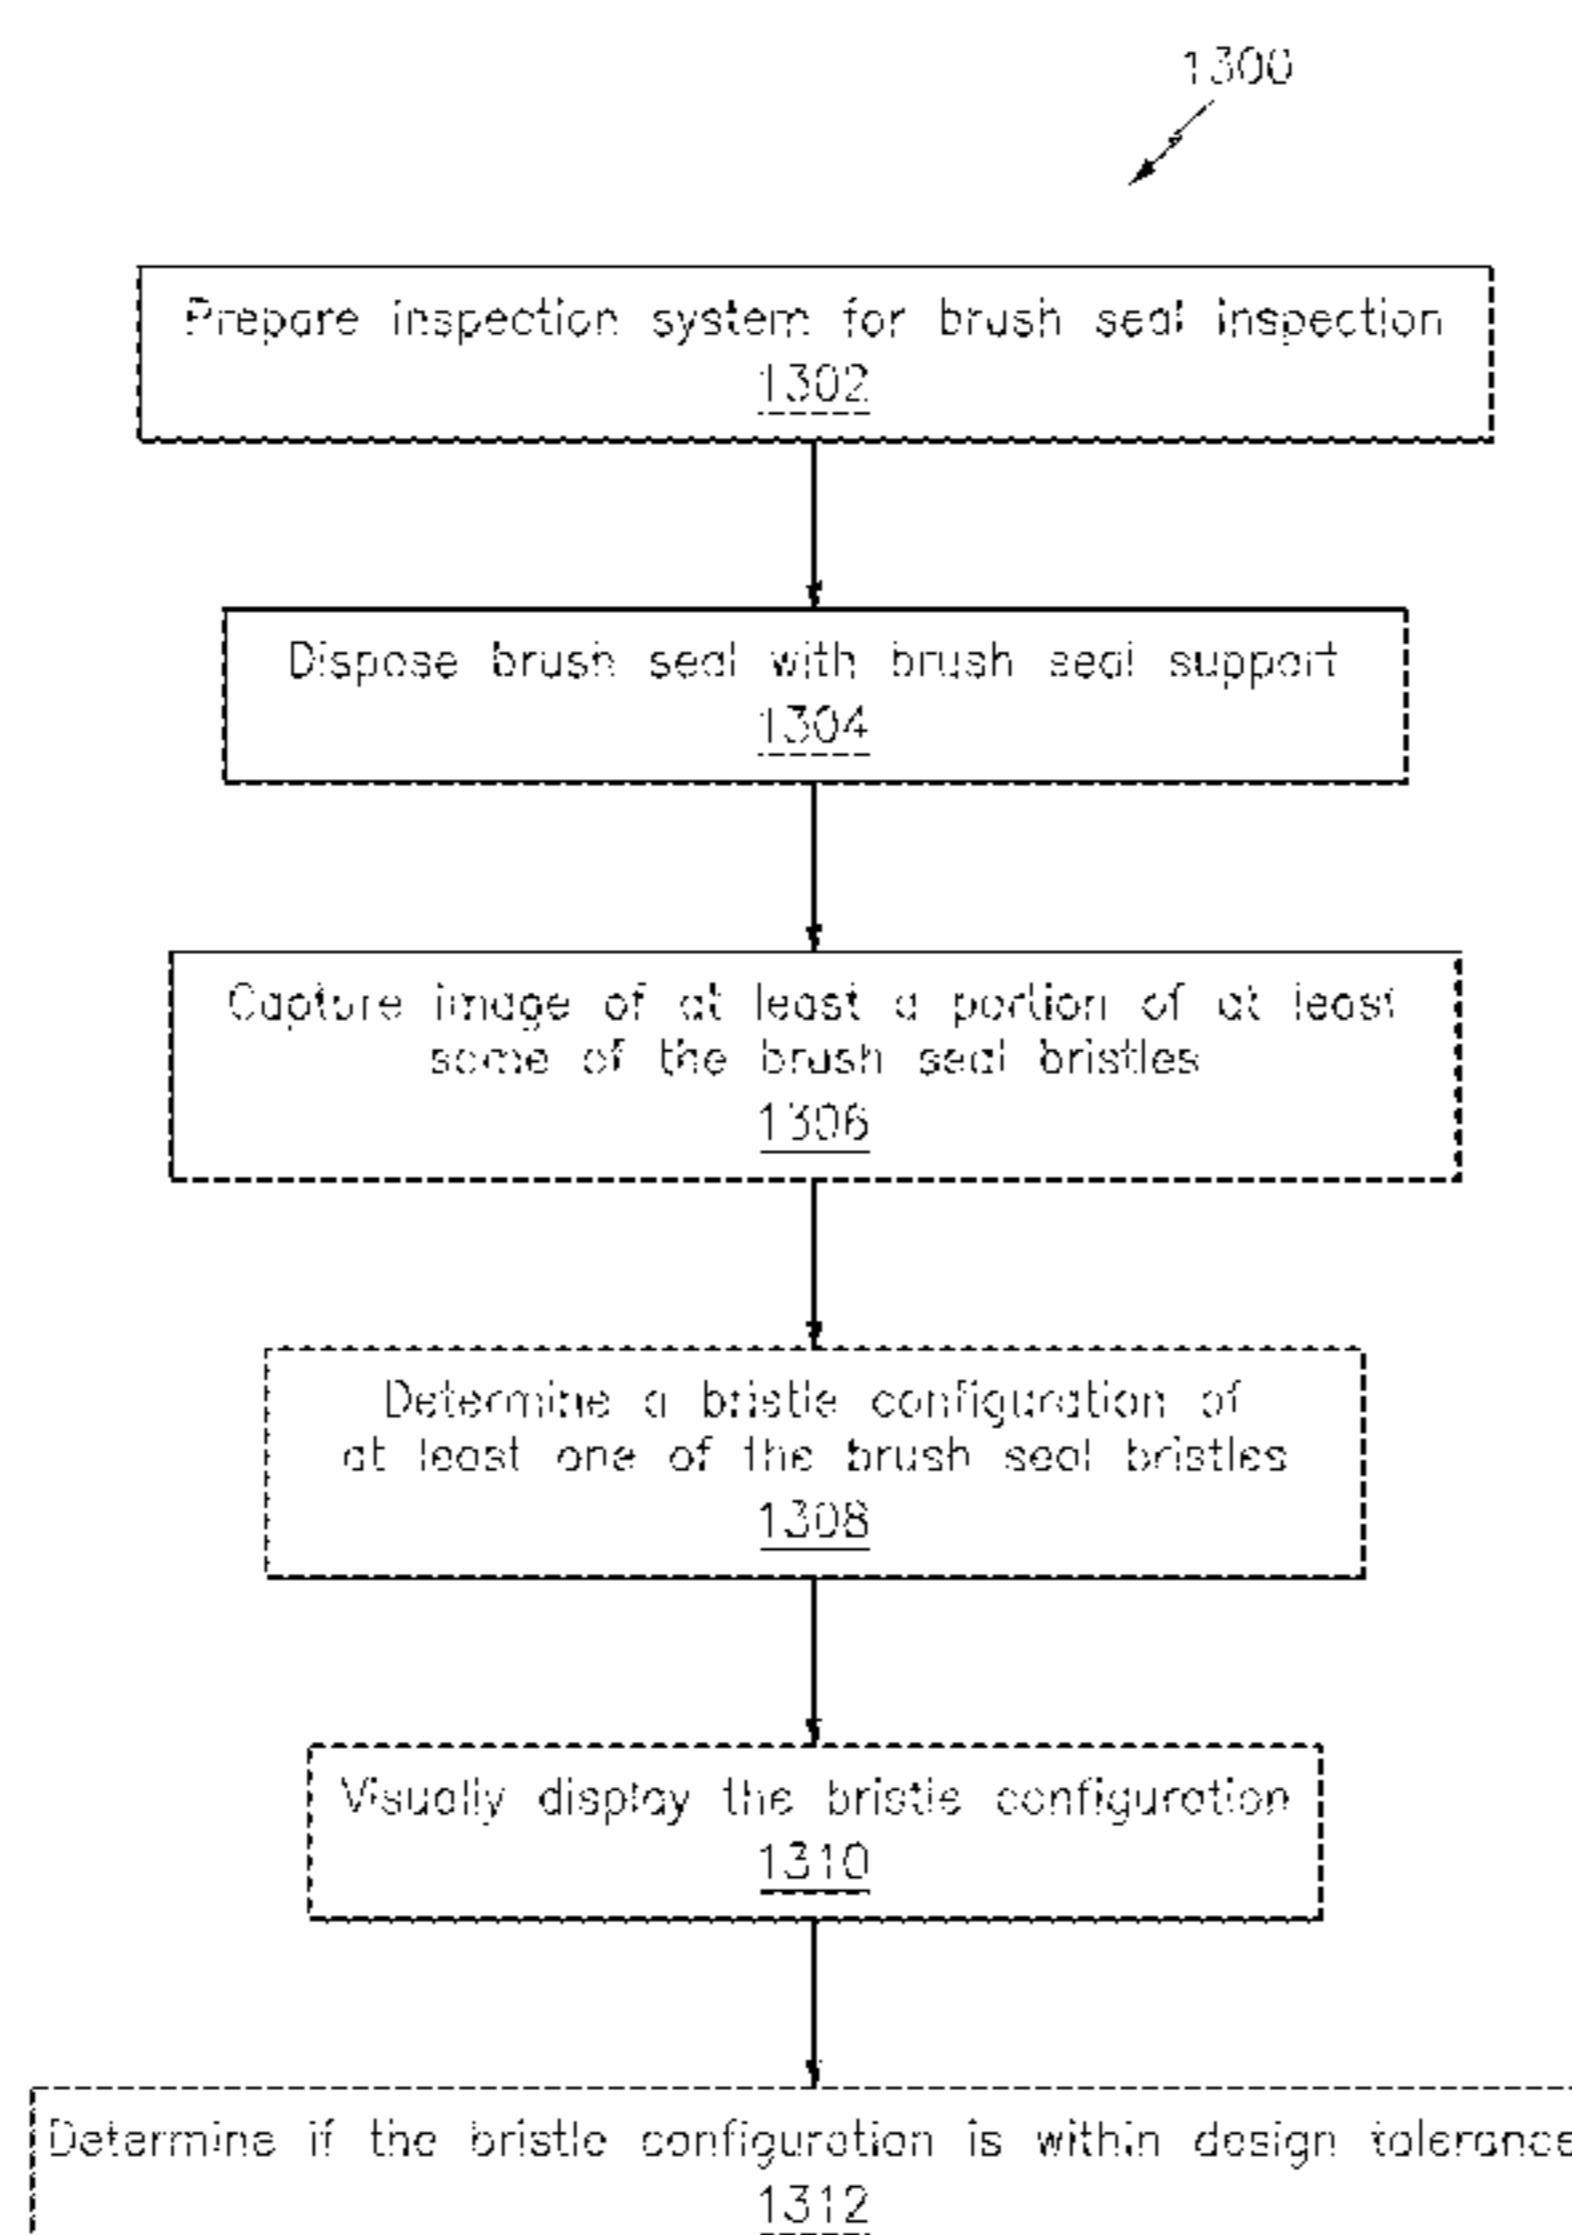 1300
Prepare inspection system for brush seal inspection
1302
Dispose brush seal with brush seal support
1304
Capture image of at least a portion of at least
some of the brush seal bristles
1306
Determine a bristle configuration of
at least one of the brush seal bristles
1308
Visually display the bristle configuration
1310
Determine if the bristle configuration is within design tolerance
1312